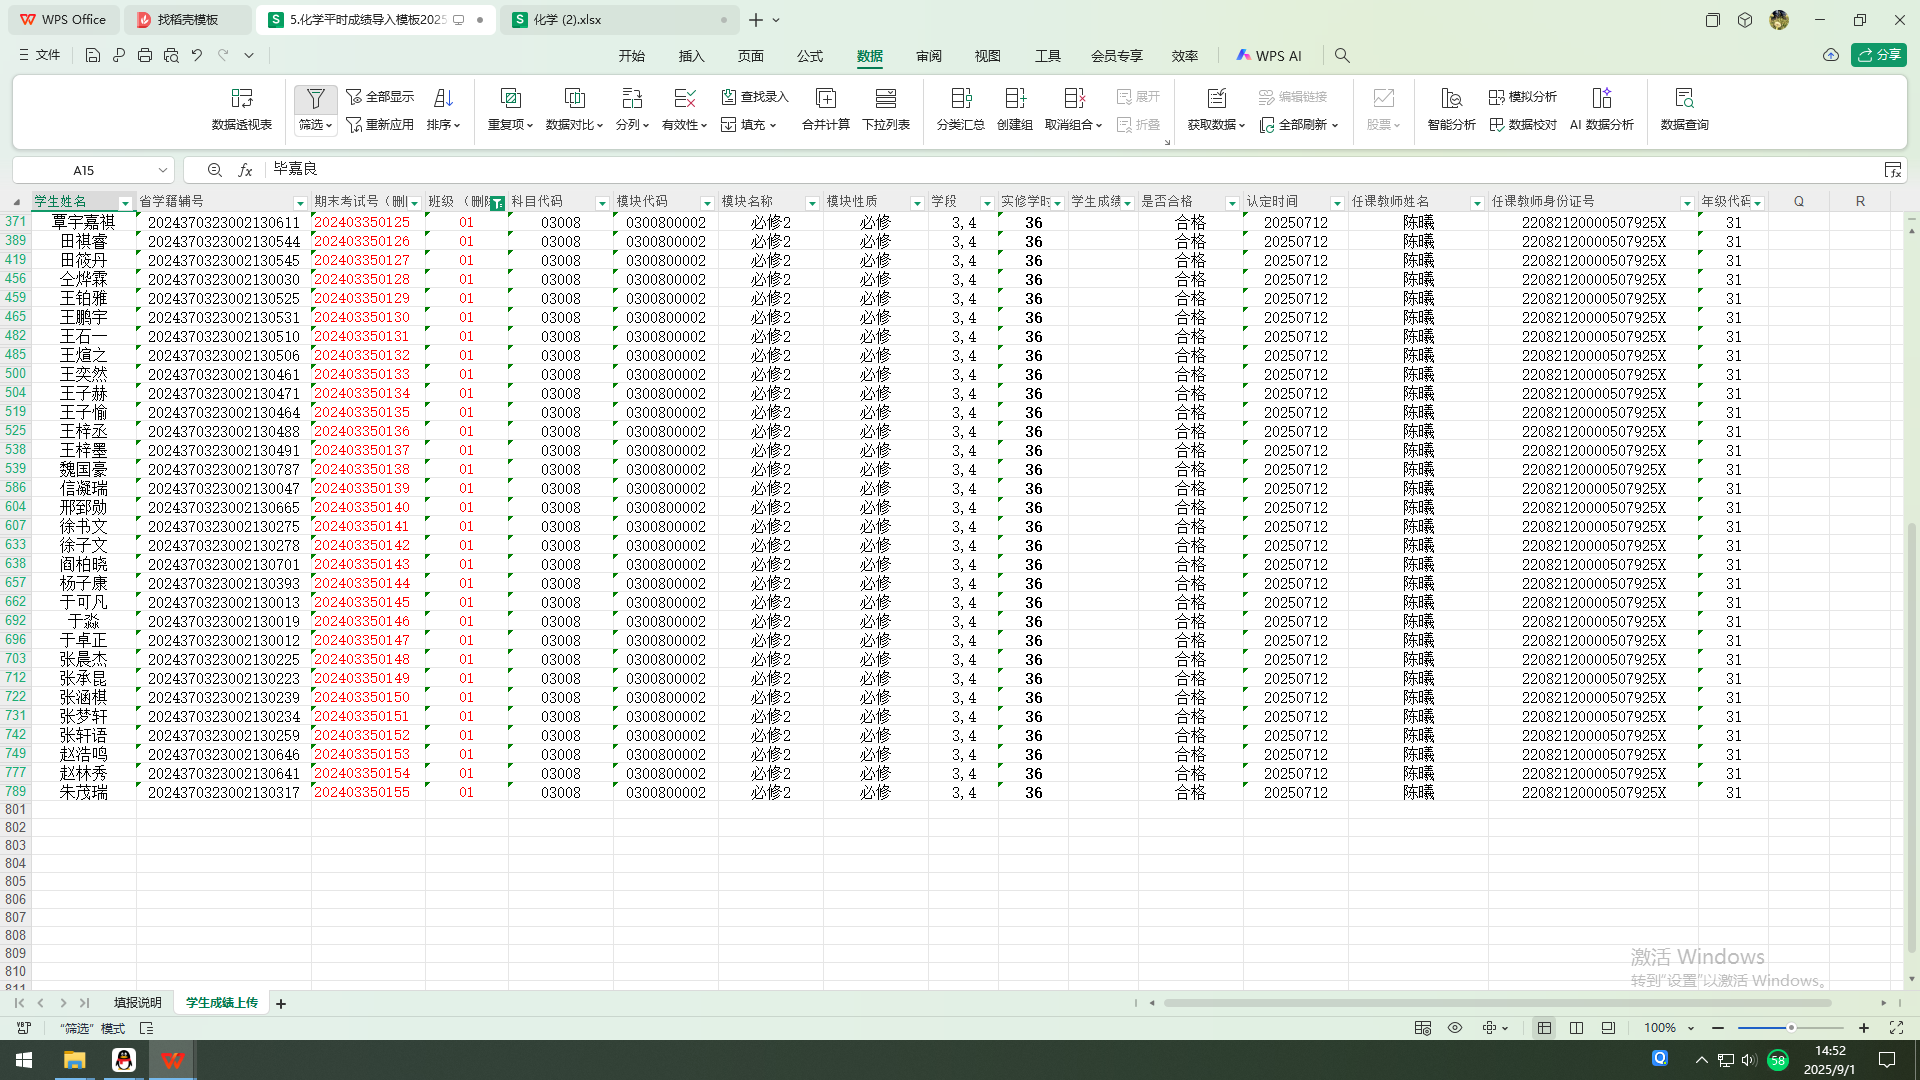 WPS Office 找稻壳模板 5.化学平时成绩导入模板2025 化学 (2).xlsx
文件 开始 插入 页面 公式 数据 审阅 视图 工具 会员专享 效率 WPS AI 分享
全部显示 查找录入 展开 编辑链接 模拟分析
数据透视表 筛选 重新应用 排序 重复项 数据对比 分列 有效性 填充 合并计算 下拉列表 分类汇总 创建组 取消组合 折叠 获取数据 全部刷新 股票 智能分析 数据校对 AI 数据分析 数据查询
A15 fx 毕嘉良
学生姓名 省学籍辅号 期末考试号（删 班级（删 科目代码 模块代码 模块名称 模块性质 学段 实修学时 学生成绩 是否合格 认定时间 任课教师姓名 任课教师身份证号 年级代码 Q R
371 覃宇嘉祺 2024370323002130611 202403350125 01 03008 0300800002 必修2 必修 3,4 36 合格 20250712 陈曦 22082120000507925X 31
389 田祺睿 2024370323002130544 202403350126 01 03008 0300800002 必修2 必修 3,4 36 合格 20250712 陈曦 22082120000507925X 31
419 田筱丹 2024370323002130545 202403350127 01 03008 0300800002 必修2 必修 3,4 36 合格 20250712 陈曦 22082120000507925X 31
456 仝烨霖 2024370323002130030 202403350128 01 03008 0300800002 必修2 必修 3,4 36 合格 20250712 陈曦 22082120000507925X 31
459 王铂雅 2024370323002130525 202403350129 01 03008 0300800002 必修2 必修 3,4 36 合格 20250712 陈曦 22082120000507925X 31
465 王鹏宇 2024370323002130531 202403350130 01 03008 0300800002 必修2 必修 3,4 36 合格 20250712 陈曦 22082120000507925X 31
482 王石一 2024370323002130510 202403350131 01 03008 0300800002 必修2 必修 3,4 36 合格 20250712 陈曦 22082120000507925X 31
485 王煊之 2024370323002130506 202403350132 01 03008 0300800002 必修2 必修 3,4 36 合格 20250712 陈曦 22082120000507925X 31
500 王奕然 2024370323002130461 202403350133 01 03008 0300800002 必修2 必修 3,4 36 合格 20250712 陈曦 22082120000507925X 31
504 王子赫 2024370323002130471 202403350134 01 03008 0300800002 必修2 必修 3,4 36 合格 20250712 陈曦 22082120000507925X 31
519 王子愉 2024370323002130464 202403350135 01 03008 0300800002 必修2 必修 3,4 36 合格 20250712 陈曦 22082120000507925X 31
525 王梓丞 2024370323002130488 202403350136 01 03008 0300800002 必修2 必修 3,4 36 合格 20250712 陈曦 22082120000507925X 31
538 王梓墨 2024370323002130491 202403350137 01 03008 0300800002 必修2 必修 3,4 36 合格 20250712 陈曦 22082120000507925X 31
539 魏国豪 2024370323002130787 202403350138 01 03008 0300800002 必修2 必修 3,4 36 合格 20250712 陈曦 22082120000507925X 31
586 信凝瑞 2024370323002130047 202403350139 01 03008 0300800002 必修2 必修 3,4 36 合格 20250712 陈曦 22082120000507925X 31
604 邢郅勋 2024370323002130665 202403350140 01 03008 0300800002 必修2 必修 3,4 36 合格 20250712 陈曦 22082120000507925X 31
607 徐书文 2024370323002130275 202403350141 01 03008 0300800002 必修2 必修 3,4 36 合格 20250712 陈曦 22082120000507925X 31
633 徐子文 2024370323002130278 202403350142 01 03008 0300800002 必修2 必修 3,4 36 合格 20250712 陈曦 22082120000507925X 31
638 阎柏晓 2024370323002130701 202403350143 01 03008 0300800002 必修2 必修 3,4 36 合格 20250712 陈曦 22082120000507925X 31
657 杨子康 2024370323002130393 202403350144 01 03008 0300800002 必修2 必修 3,4 36 合格 20250712 陈曦 22082120000507925X 31
662 于可凡 2024370323002130013 202403350145 01 03008 0300800002 必修2 必修 3,4 36 合格 20250712 陈曦 22082120000507925X 31
692 于淼 2024370323002130019 202403350146 01 03008 0300800002 必修2 必修 3,4 36 合格 20250712 陈曦 22082120000507925X 31
696 于卓正 2024370323002130012 202403350147 01 03008 0300800002 必修2 必修 3,4 36 合格 20250712 陈曦 22082120000507925X 31
703 张晨杰 2024370323002130225 202403350148 01 03008 0300800002 必修2 必修 3,4 36 合格 20250712 陈曦 22082120000507925X 31
712 张承昆 2024370323002130223 202403350149 01 03008 0300800002 必修2 必修 3,4 36 合格 20250712 陈曦 22082120000507925X 31
722 张涵棋 2024370323002130239 202403350150 01 03008 0300800002 必修2 必修 3,4 36 合格 20250712 陈曦 22082120000507925X 31
731 张梦轩 2024370323002130234 202403350151 01 03008 0300800002 必修2 必修 3,4 36 合格 20250712 陈曦 22082120000507925X 31
742 张轩语 2024370323002130259 202403350152 01 03008 0300800002 必修2 必修 3,4 36 合格 20250712 陈曦 22082120000507925X 31
749 赵浩鸣 2024370323002130646 202403350153 01 03008 0300800002 必修2 必修 3,4 36 合格 20250712 陈曦 22082120000507925X 31
777 赵林秀 2024370323002130641 202403350154 01 03008 0300800002 必修2 必修 3,4 36 合格 20250712 陈曦 22082120000507925X 31
789 朱茂瑞 2024370323002130317 202403350155 01 03008 0300800002 必修2 必修 3,4 36 合格 20250712 陈曦 22082120000507925X 31
801
802
803
804
805
806
807
808
809
810
激活 Windows
转到“设置”以激活 Windows。
填报说明 学生成绩上传
“筛选”模式 100%
58 14:52
2025/9/1